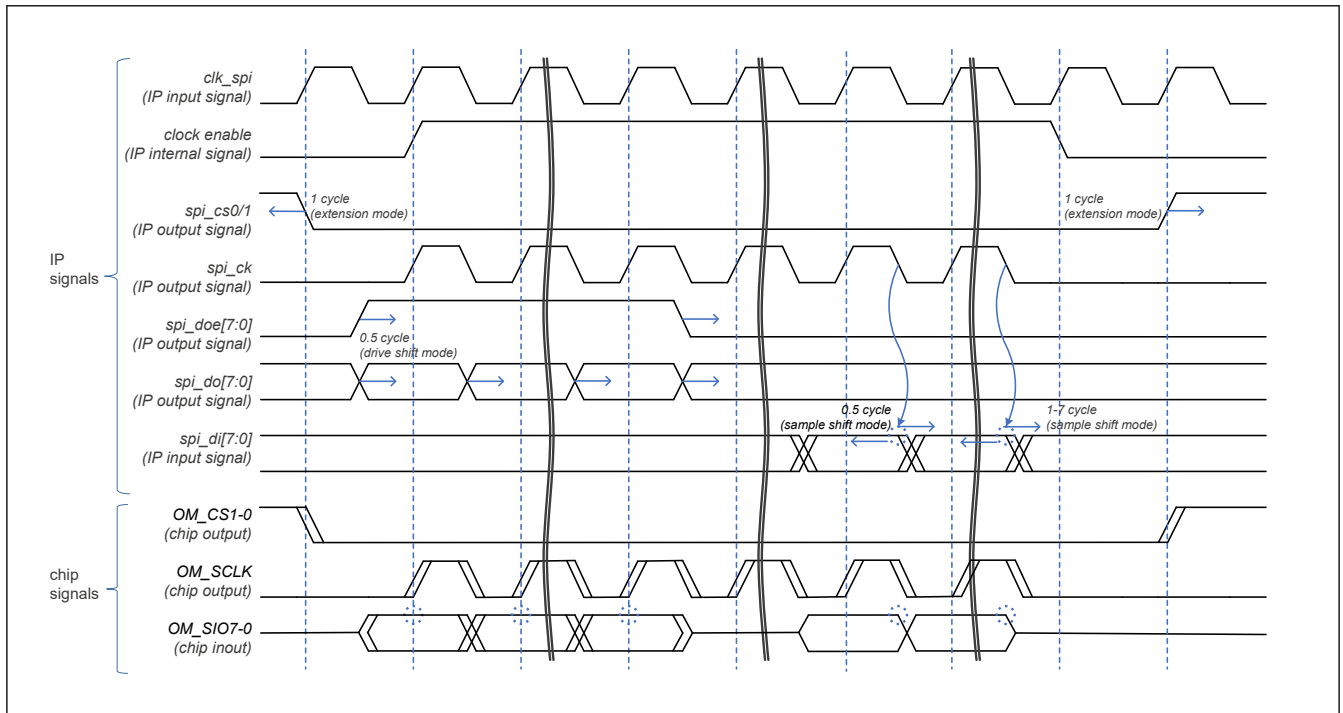 clk_spi
(IP input signal)
clock enable
(IP internal signal)
1 cycle
(extension mode)
1 cycle
(extension mode)
spi_cs0/1
(IP output signal)
IP
signals
spi_ck
(IP output signal)
spi_doe[7:0]
(IP output signal)
0.5 cycle
(drive shift mode)
spi_do[7:0]
(IP output signal)
0.5 cycle
(sample shift mode)
1-7 cycle
(sample shift mode)
spi_di[7:0]
(IP input signal)
OM_CS1-0
(chip output)
chip
signals
OM_SCLK
(chip output)
OM_SIO7-0
(chip inout)